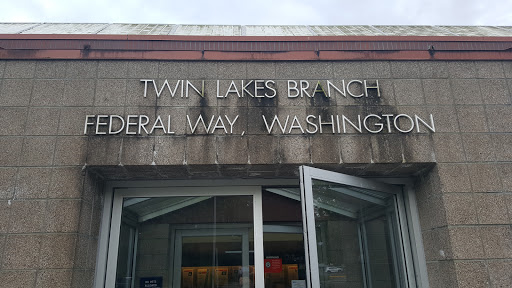 TWIN LAKES BRANCH
FEDERAL WAY, WASHINGTON